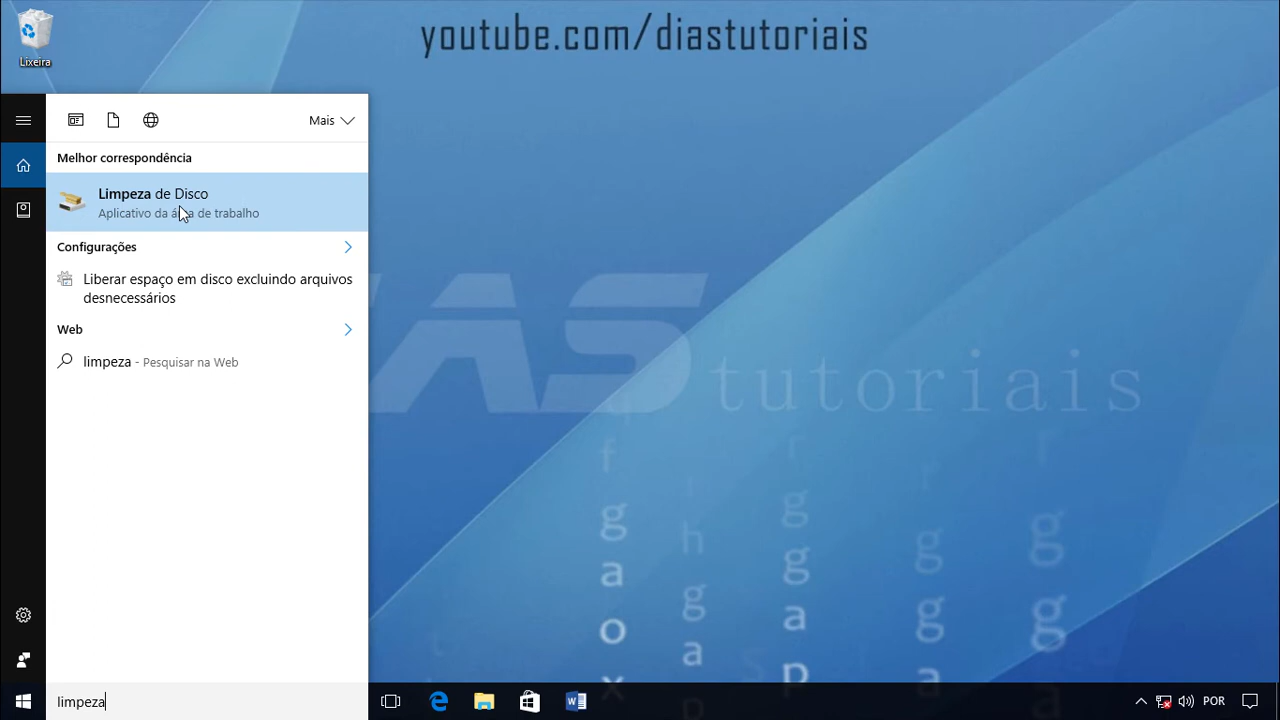 youtube.com/diastutoriais
Lixeira
Mais
Melhor correspondência
Limpeza de Disco
Aplicativo da área de trabalho
Configurações
Liberar espaço em disco excluindo arquivos
desnecessários
Web
limpeza - Pesquisar na Web
AS
tutoriais
f
g
a
o
x
h
g
a
p
r
g
g
a
p
r
g
g
a
r
g
g
a
limpeza
POR